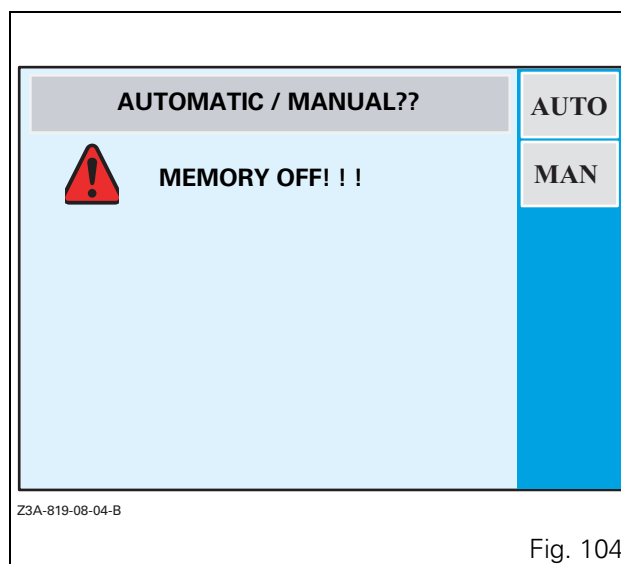 AUTOMATIC / MANUAL??
AUTO
MEMORY OFF! ! !
MAN
Z3A-819-08-04-B
Fig. 104